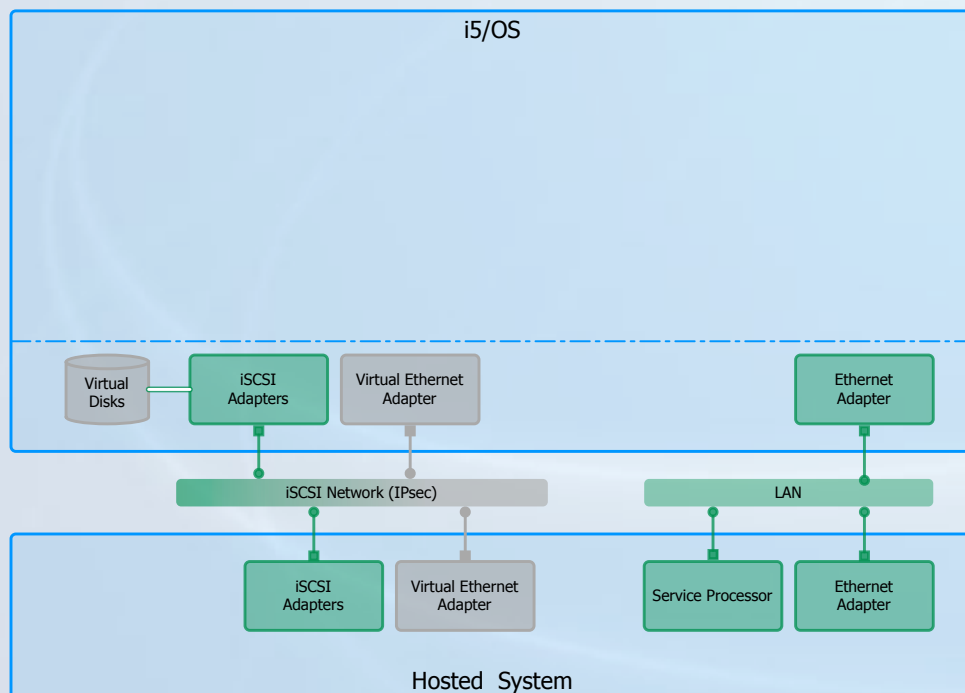 i5/OS
Virtual
Disks
iSCSI
Adapters
Virtual Ethernet
Adapter
Ethernet
Adapter
iSCSI Network (IPsec)
LAN
iSCSI
Adapters
Virtual Ethernet
Adapter
Service Processor
Ethernet
Adapter
Hosted System